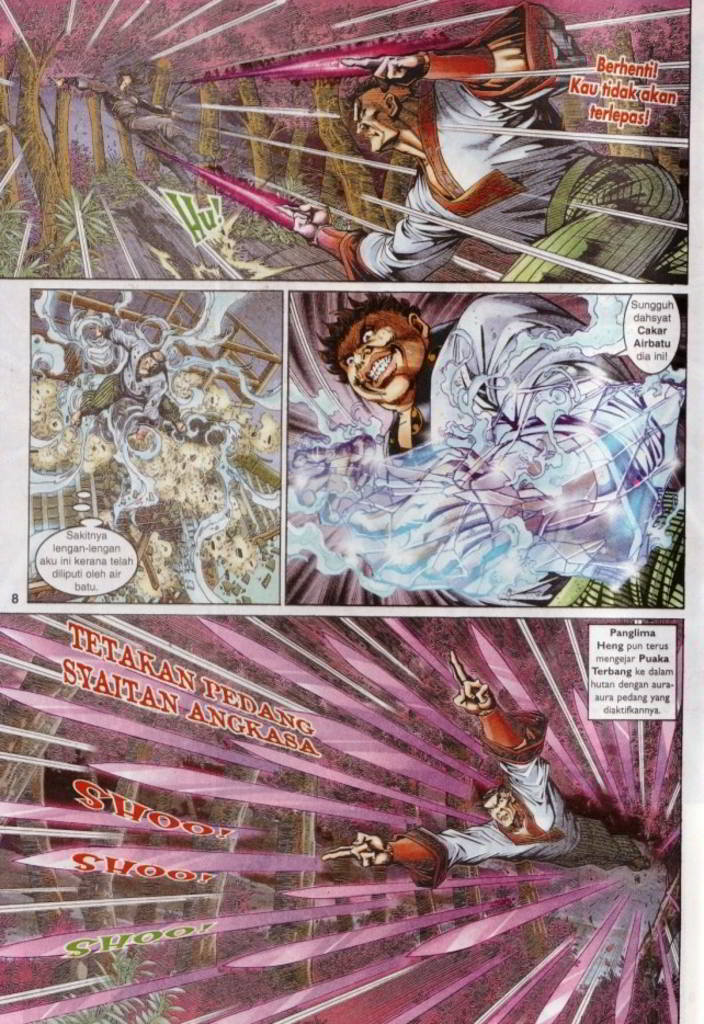 Berhenti!
Kau tidak akan
terlepas!
Hu!
Sakitnya
lengan-lengan
aku ini kerana telah
diliputi oleh air
batu.
Sungguh
dahsyat
Cakar
Airbatu
dia ini!
8
Panglima
Heng pun terus
mengejar Puaka
Terbang ke dalam
hutan dengan aura-
aura pedang yang
diaktifkannya.
TETAKAN PEDANG
SYAITAN ANGKASA
SHOO!
SHOO!
SHOO!